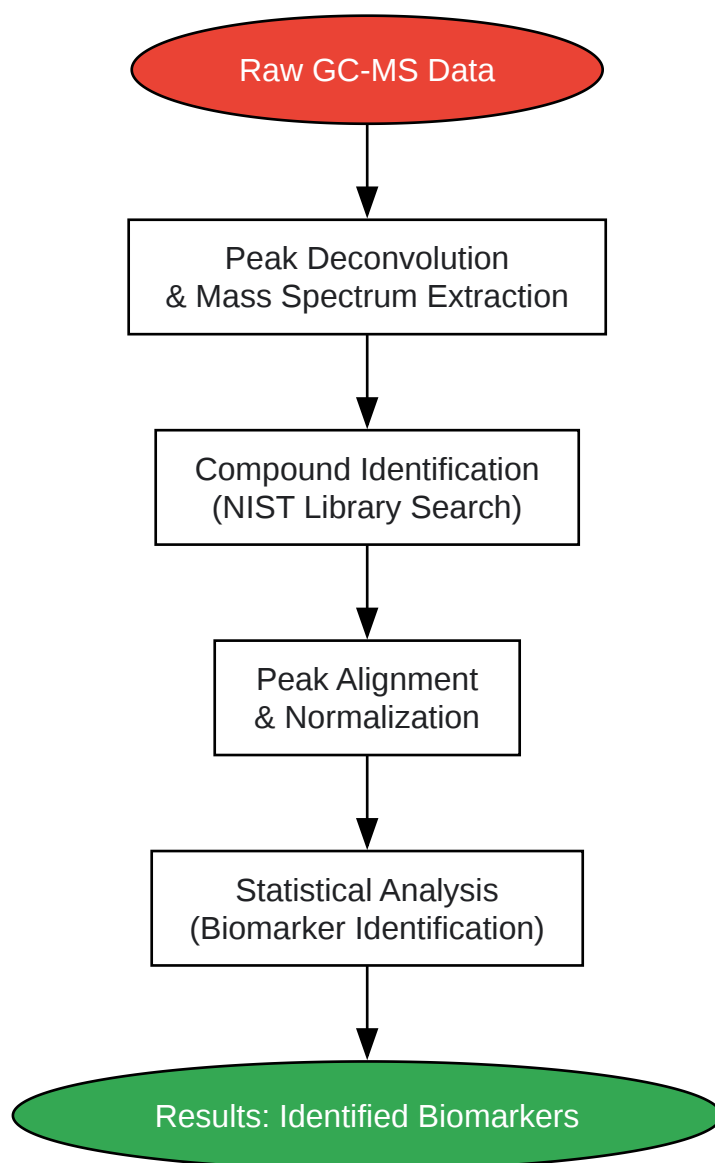 Raw GC-MS Data
Peak Deconvolution
& Mass Spectrum Extraction
Compound Identification
(NIST Library Search)
Peak Alignment
& Normalization
Statistical Analysis
(Biomarker Identification)
Results: Identified Biomarkers